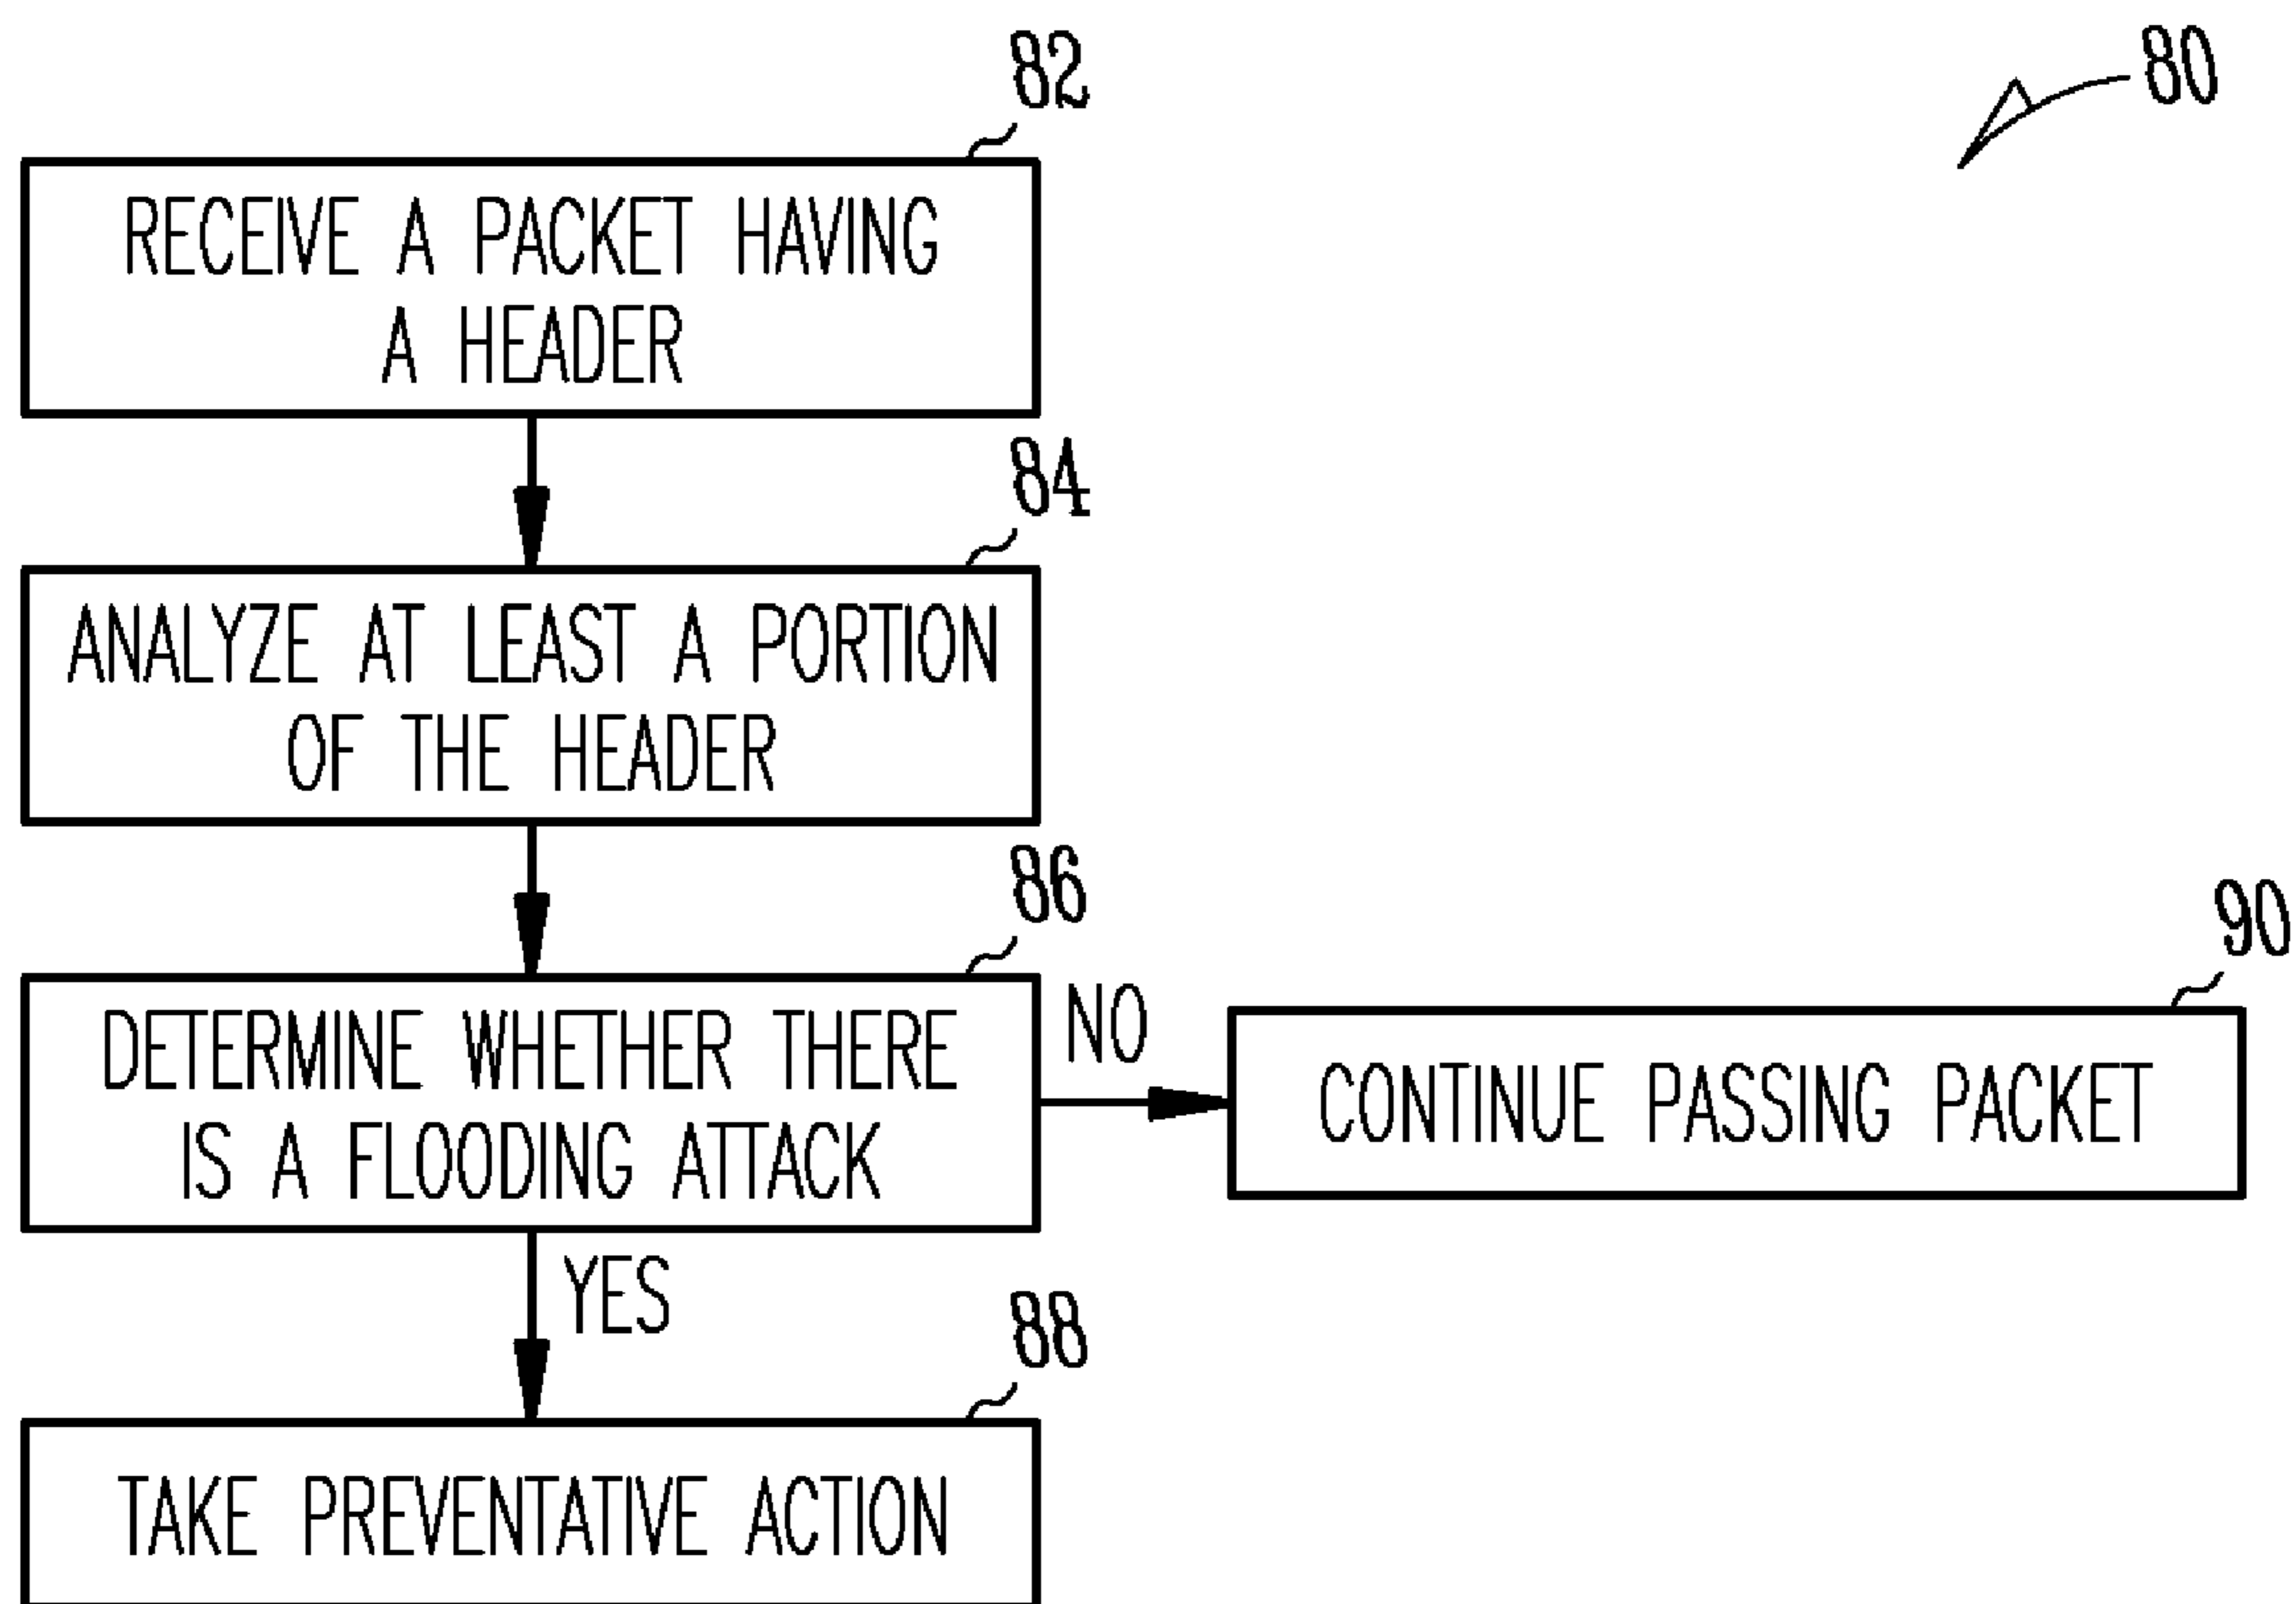 80
82
RECEIVE A PACKET HAVING
A HEADER
84
ANALYZE AT LEAST A PORTION
OF THE HEADER
86
DETERMINE WHETHER THERE
IS A FLOODING ATTACK
NO
90
CONTINUE PASSING PACKET
YES
88
TAKE PREVENTATIVE ACTION